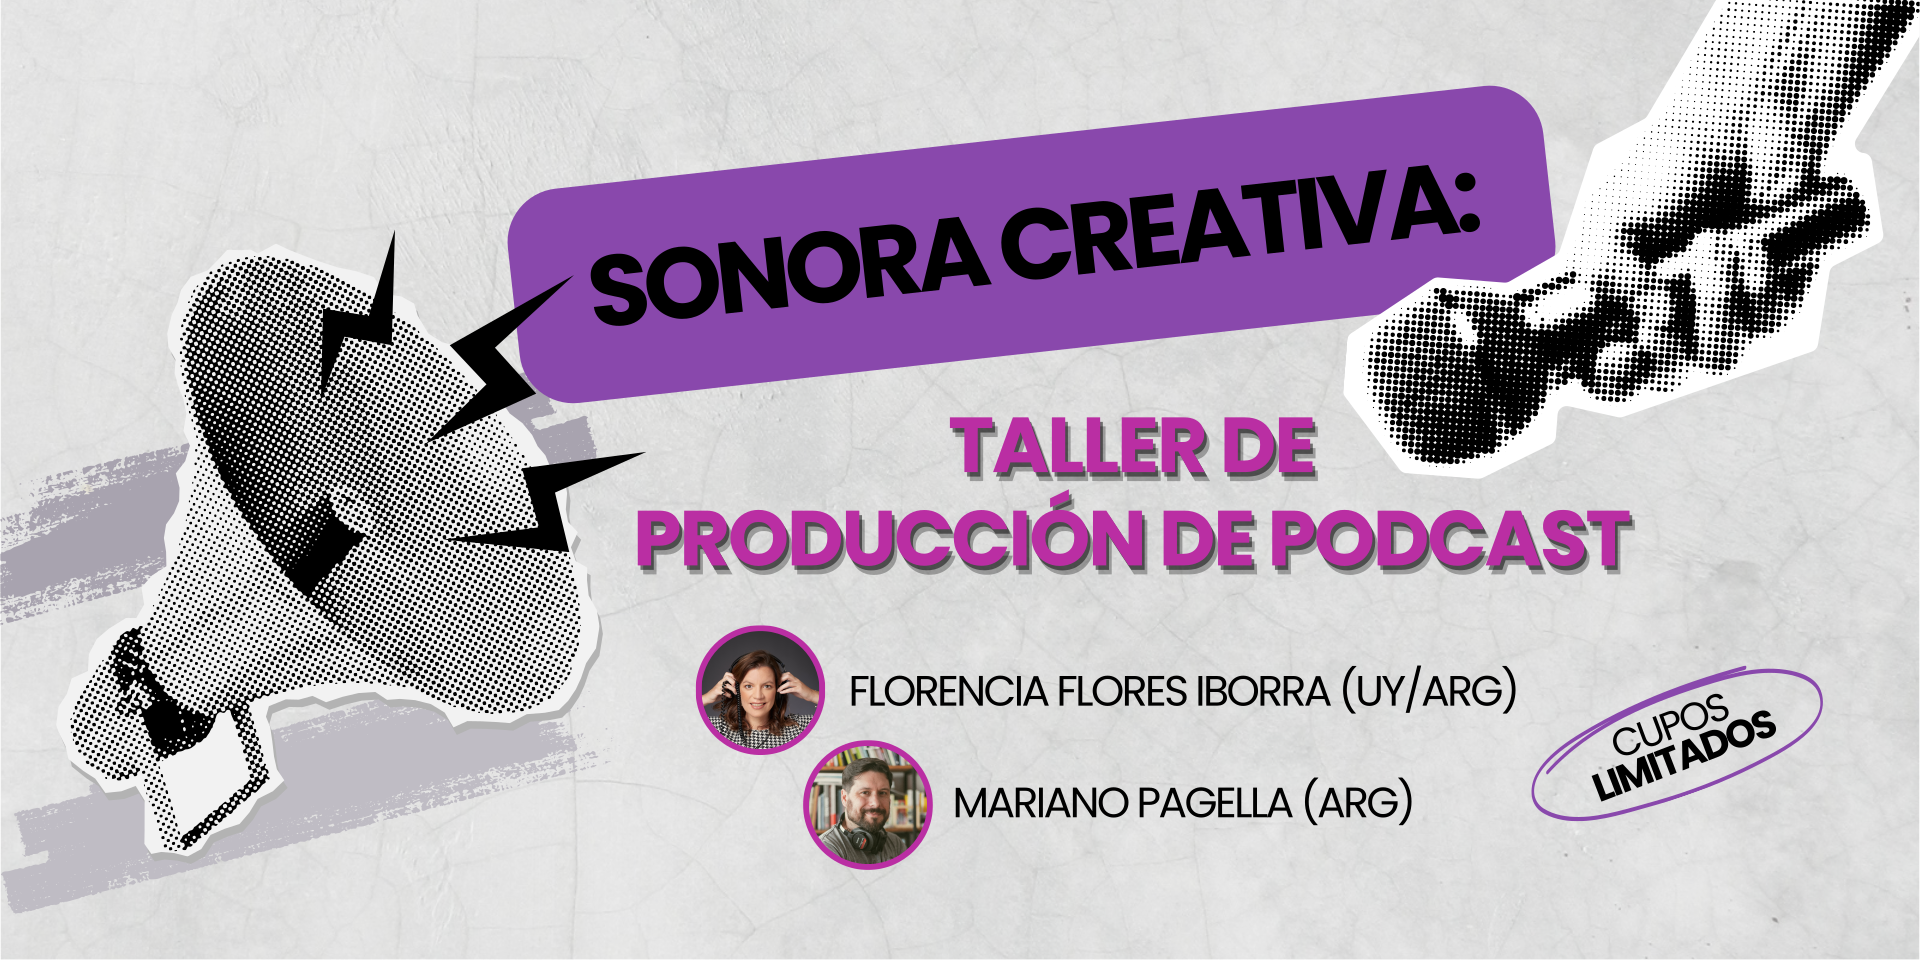 SONORA CREATIVA:
TALLER DE
PRODUCCIÓN DE PODCAST
FLORENCIA FLORES IBORRA (UY/ARG)
MARIANO PAGELLA (ARG)
CUPOS
LIMITADOS